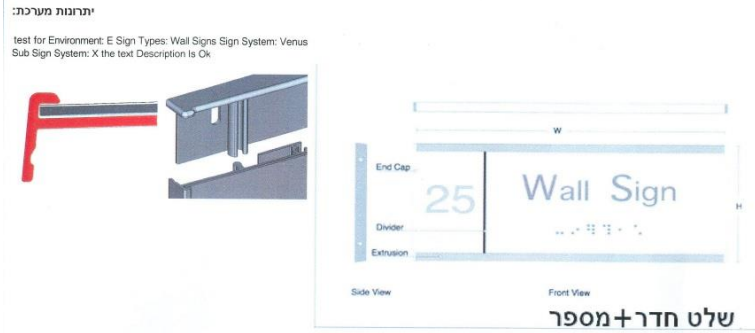 יתרונות מערכת:
test for Environment: E Sign Types: Wall Signs Sign System: Venus
Sub Sign System: X the text Description Is Ok
W
End Cap
25
Wall Sign
H
Divider
Extrusion
Side View
Front View
שלט חדר+מספר